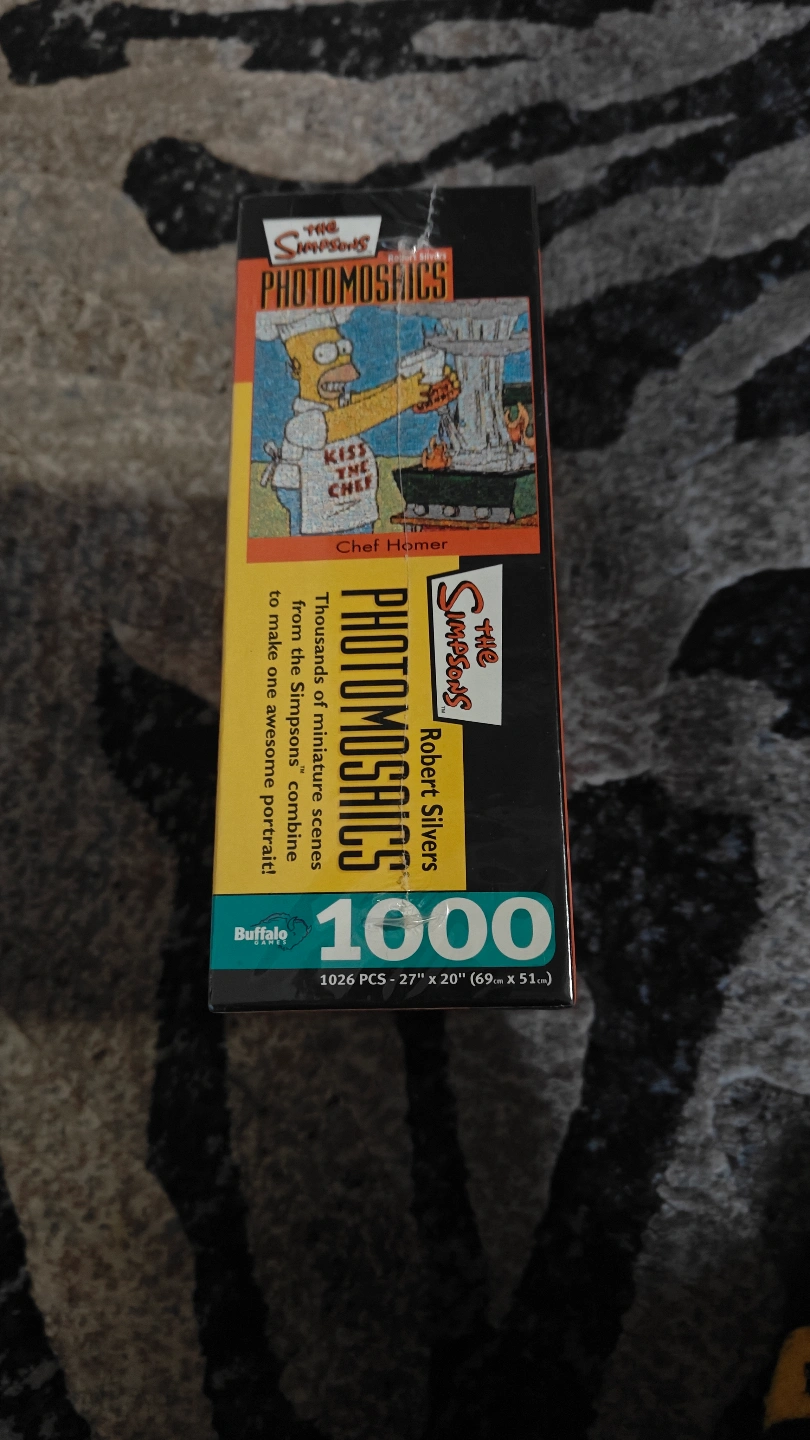 THE
SIMPSONS
Robert Silvers
PHOTOMOSAICS
KISS
THE
CHEF
Chef Homer
THE
SIMPSONS™
Robert Silvers
PHOTOMOSAICS
Thousands of miniature scenes
from the Simpsons™ combine
to make one awesome portrait!
Buffalo
GAMES
1000
1026 PCS - 27" x 20" (69cm x 51cm)